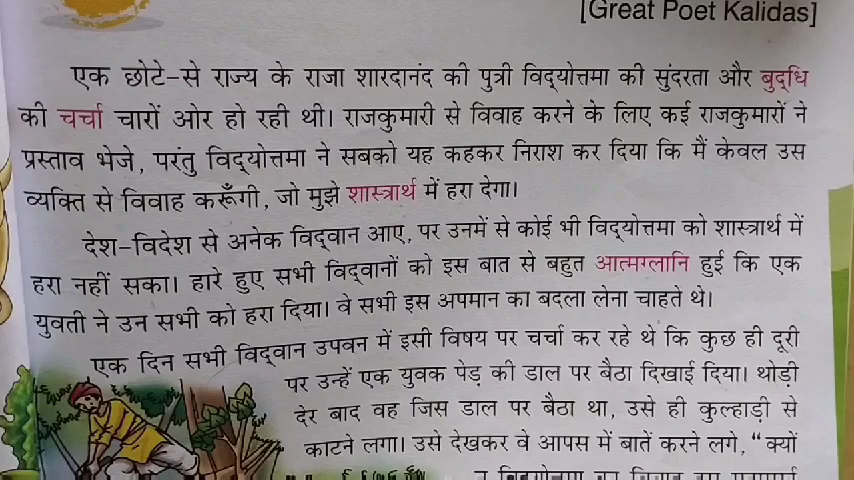 [Great Poet Kalidas]
एक छोटे-से राज्य के राजा शारदानंद की पुत्री विद्‌योत्तमा की सुंदरता और बुद्‌धि
की चर्चा चारों ओर हो रही थी। राजकुमारी से विवाह करने के लिए कई राजकुमारों ने
प्रस्ताव भेजे, परंतु विद्‌योत्तमा ने सबको यह कहकर निराश कर दिया कि मैं केवल उस
व्यक्ति से विवाह करूँगी, जो मुझे शास्त्रार्थ में हरा देगा।
देश-विदेश से अनेक विद्‌वान आए, पर उनमें से कोई भी विद्‌योत्तमा को शास्त्रार्थ में
हरा नहीं सका। हारे हुए सभी विद्‌वानों को इस बात से बहुत आत्मग्लानि हुई कि एक
युवती ने उन सभी को हरा दिया। वे सभी इस अपमान का बदला लेना चाहते थे।
एक दिन सभी विद्‌वान उपवन में इसी विषय पर चर्चा कर रहे थे कि कुछ ही दूरी
पर उन्हें एक युवक पेड़ की डाल पर बैठा दिखाई दिया। थोड़ी
देर बाद वह जिस डाल पर बैठा था, उसे ही कुल्हाड़ी से
काटने लगा। उसे देखकर वे आपस में बातें करने लगे, “क्यों